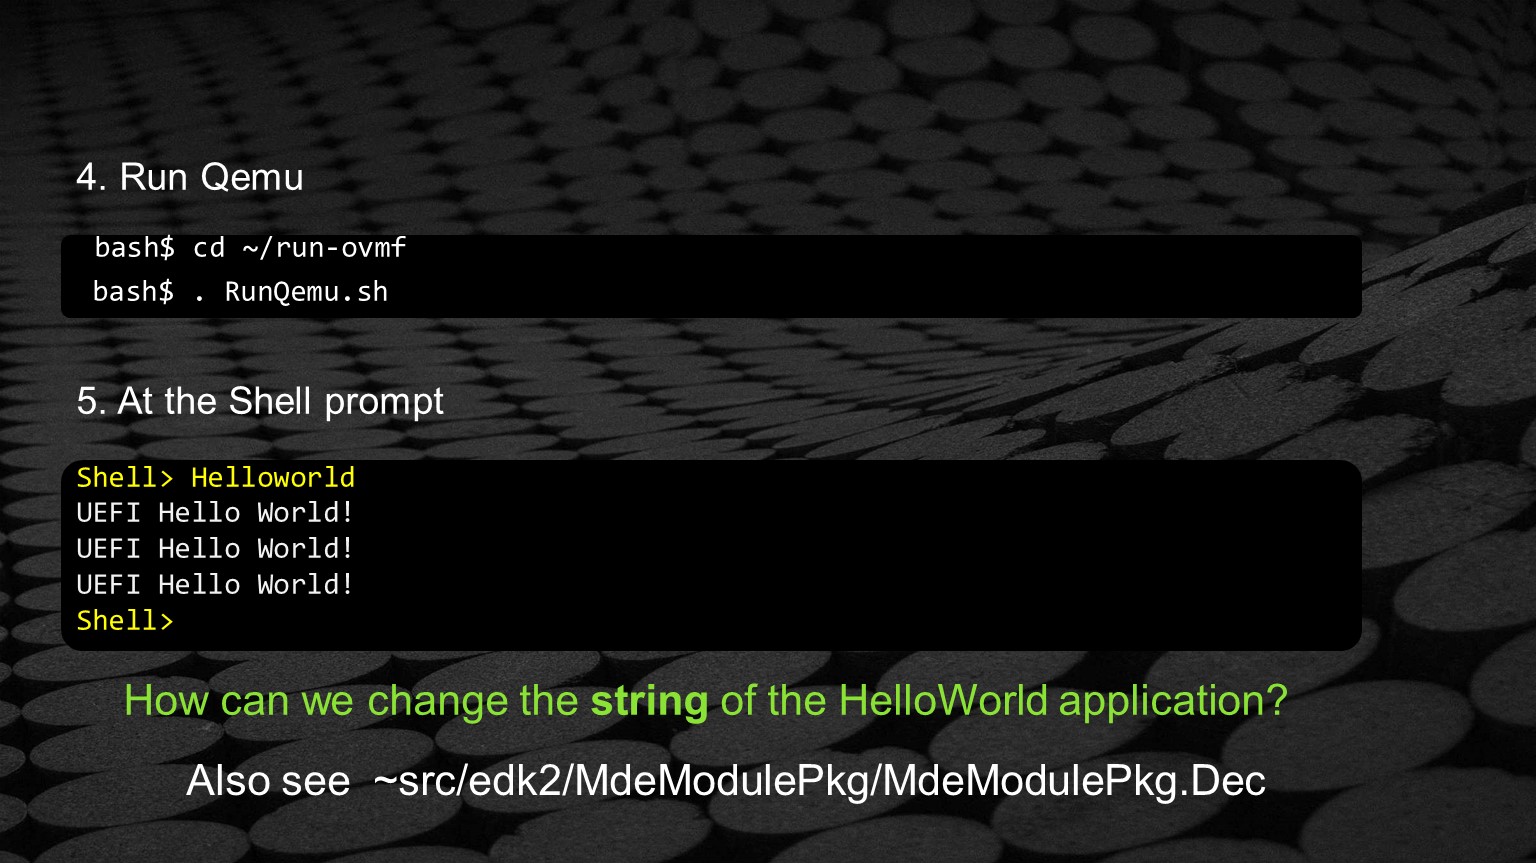 4. Run Qemu
bash$ cd ~/run-ovmf
bash$ . RunQemu.sh
5. At the Shell prompt
Shell> Helloworld
UEFI Hello World!
UEFI Hello World!
UEFI Hello World!
Shell>
How can we change the string of the HelloWorld application?
Also see ~src/edk2/MdeModulePkg/MdeModulePkg.Dec